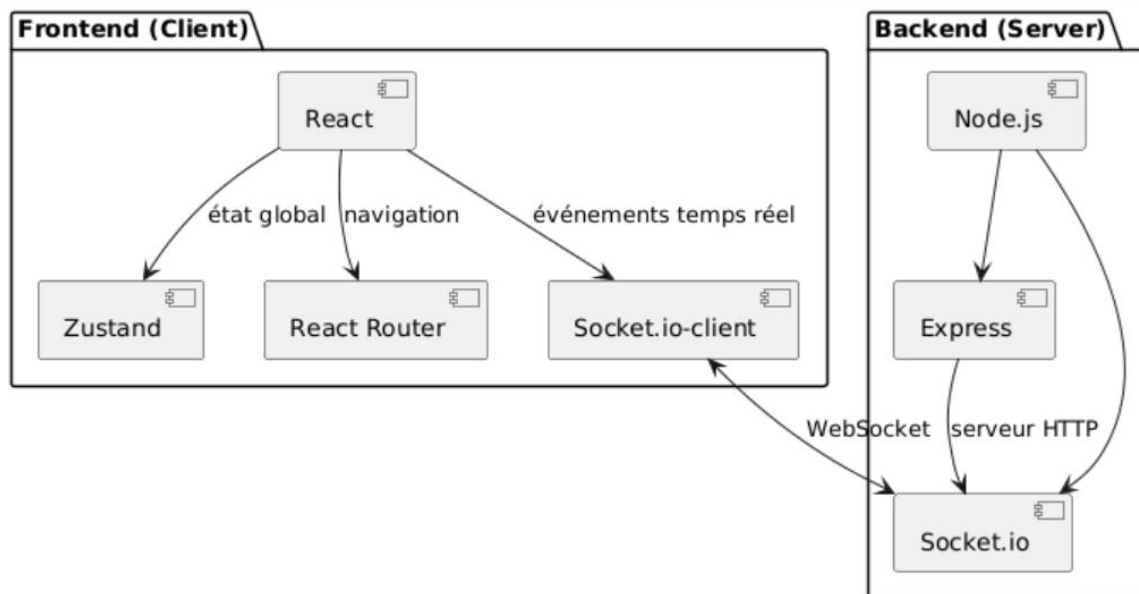 Frontend (Client)
Backend (Server)
React
Node.js
état global
navigation
événements temps réel
Zustand
React Router
Socket.io-client
Express
WebSocket
serveur HTTP
Socket.io